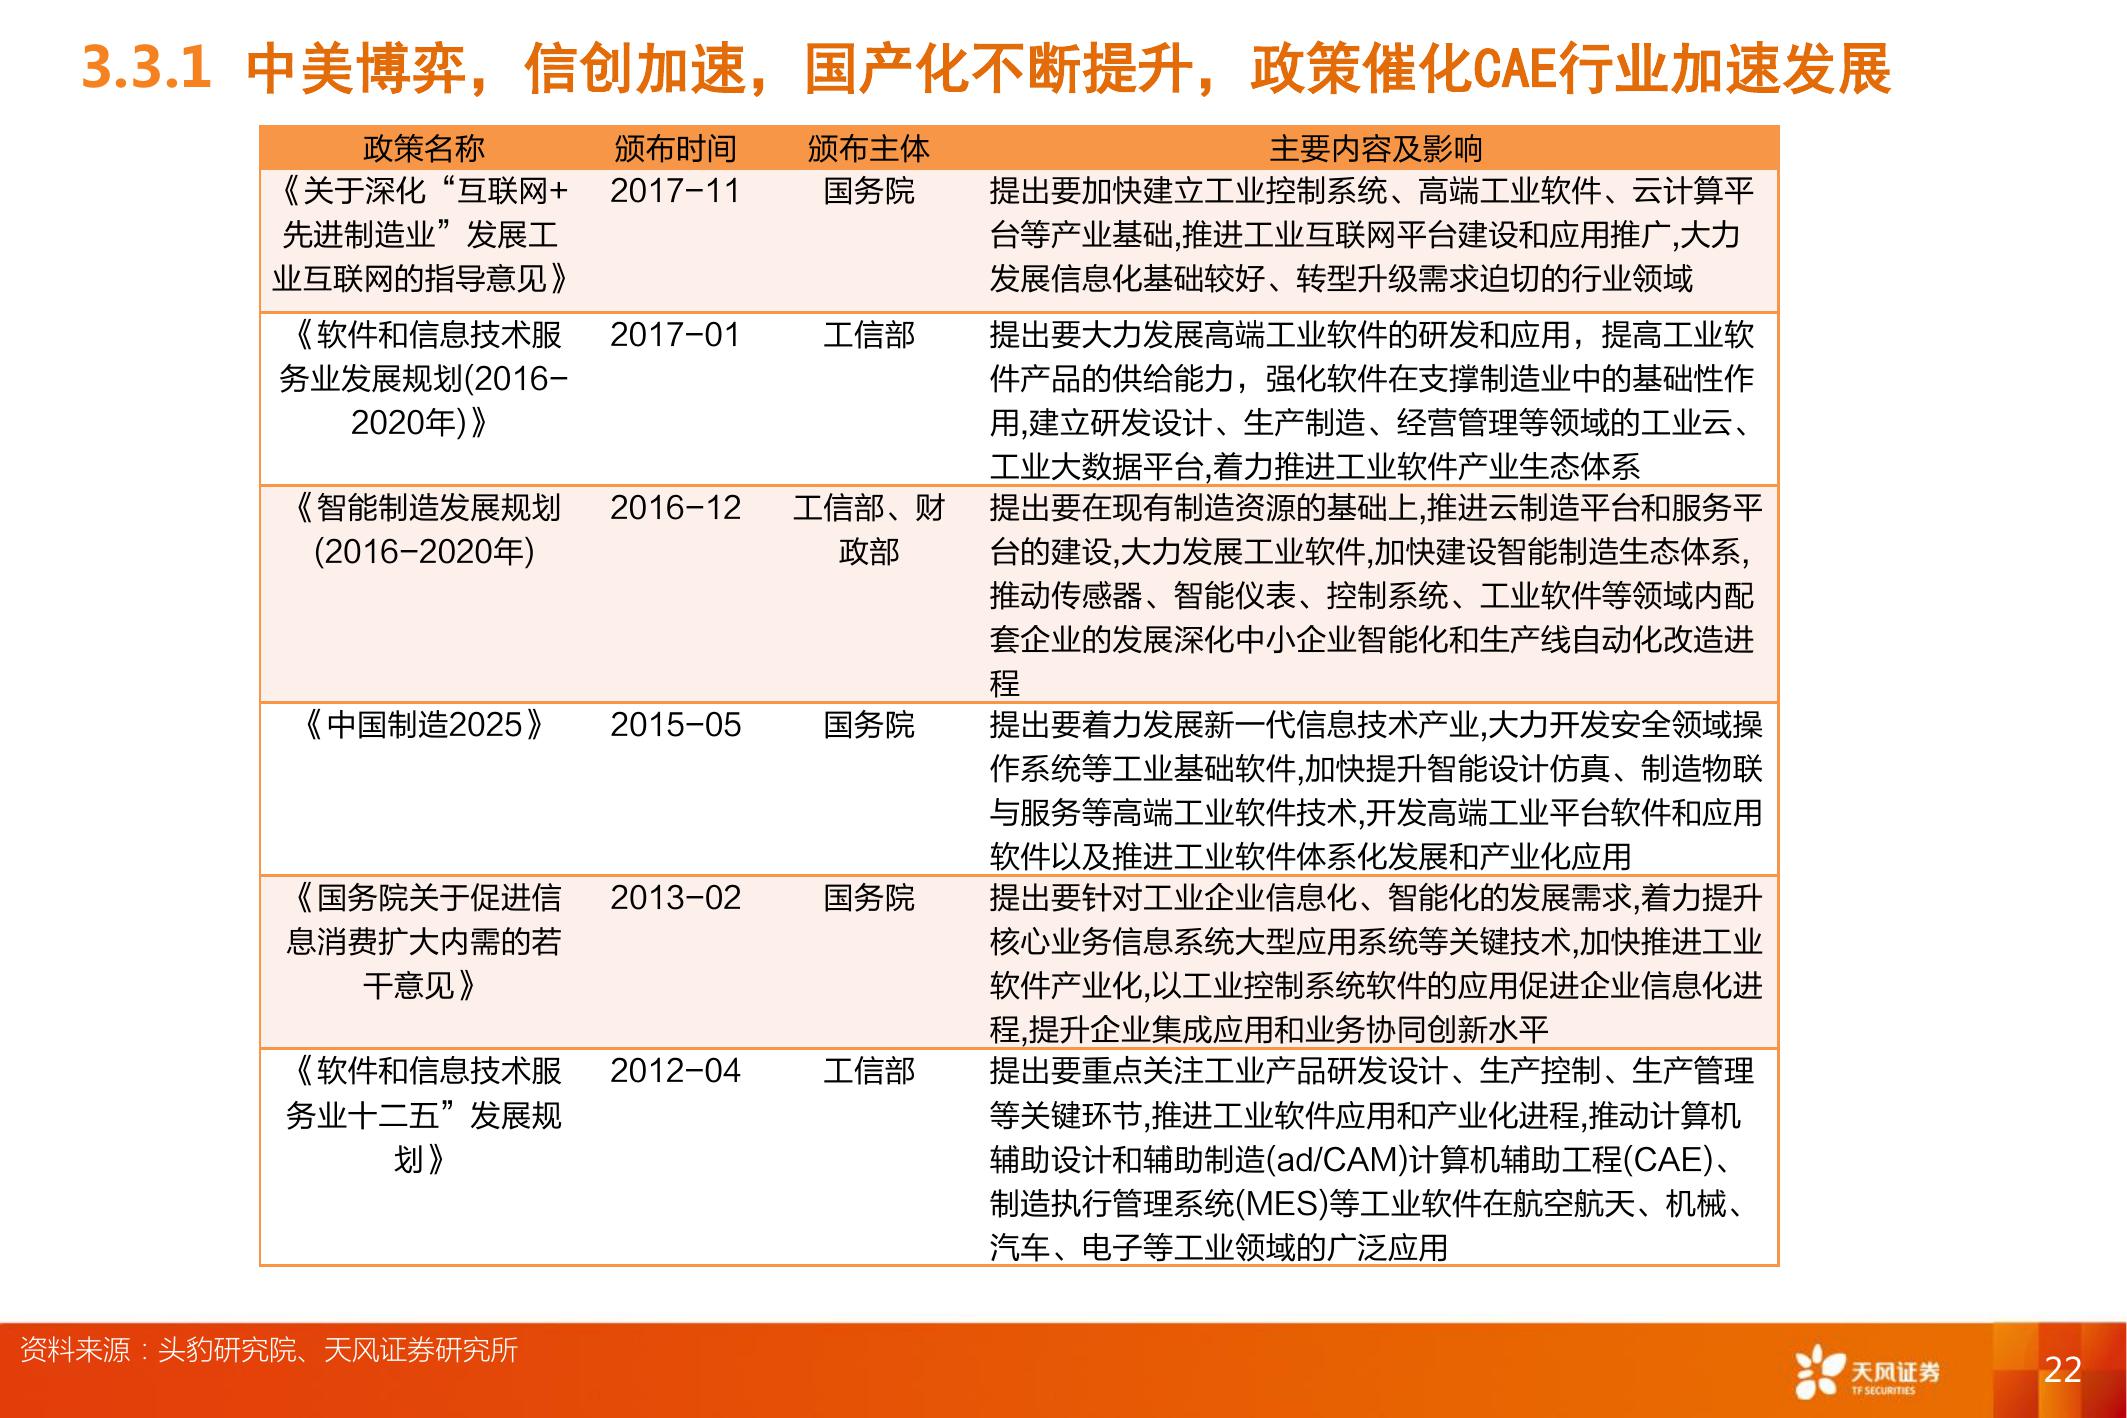 3.3.1 中美博弈，信创加速，国产化不断提升，政策催化CAE行业加速发展
政策名称 颁布时间 颁布主体 主要内容及影响
《关于深化“互联网+
先进制造业”发展工
业互联网的指导意见》
2017-11
国务院
提出要加快建立工业控制系统、高端工业软件、云计算平
台等产业基础,推进工业互联网平台建设和应用推广,大力
发展信息化基础较好、转型升级需求迫切的行业领域
《软件和信息技术服
务业发展规划(2016-
2020年)》
2017-01
工信部
提出要大力发展高端工业软件的研发和应用，提高工业软
件产品的供给能力，强化软件在支撑制造业中的基础性作
用,建立研发设计、生产制造、经营管理等领域的工业云、
工业大数据平台,着力推进工业软件产业生态体系
《智能制造发展规划
(2016-2020年)
2016-12
工信部、财
政部
提出要在现有制造资源的基础上,推进云制造平台和服务平
台的建设,大力发展工业软件,加快建设智能制造生态体系,
推动传感器、智能仪表、控制系统、工业软件等领域内配
套企业的发展深化中小企业智能化和生产线自动化改造进
程
《中国制造2025》
2015-05
国务院
提出要着力发展新一代信息技术产业,大力开发安全领域操
作系统等工业基础软件,加快提升智能设计仿真、制造物联
与服务等高端工业软件技术,开发高端工业平台软件和应用
软件以及推进工业软件体系化发展和产业化应用
《国务院关于促进信
息消费扩大内需的若
干意见》
2013-02
国务院
提出要针对工业企业信息化、智能化的发展需求,着力提升
核心业务信息系统大型应用系统等关键技术,加快推进工业
软件产业化,以工业控制系统软件的应用促进企业信息化进
程,提升企业集成应用和业务协同创新水平
《软件和信息技术服
务业十二五”发展规
划》
2012-04
工信部
提出要重点关注工业产品研发设计、生产控制、生产管理
等关键环节,推进工业软件应用和产业化进程,推动计算机
辅助设计和辅助制造(ad/CAM)计算机辅助工程(CAE)、
制造执行管理系统(MES)等工业软件在航空航天、机械、
汽车、电子等工业领域的广泛应用
资料来源：头豹研究院、天风证券研究所
天风证券
TF SECURITIES
22